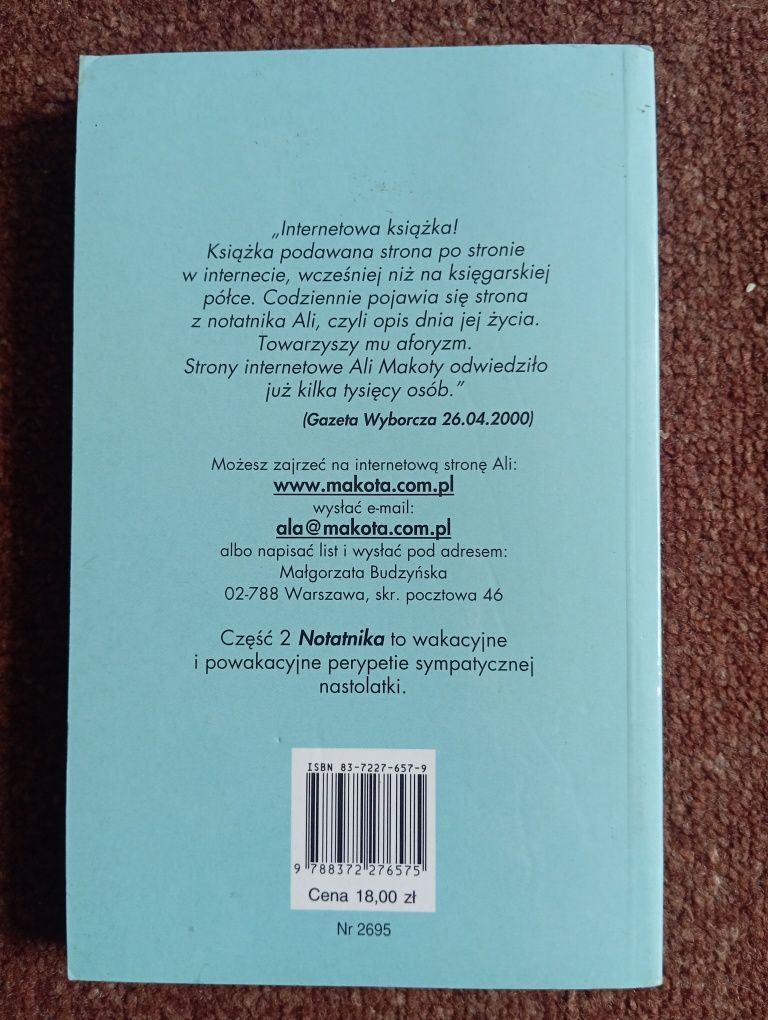 „Internetowa książka!
Książka podawana strona po stronie
w internecie, wcześniej niż na księgarskiej
półce. Codziennie pojawia się strona
z notatnika Ali, czyli opis dnia jej życia.
Towarzyszy mu aforyzm.
Strony internetowe Ali Makoty odwiedziło
już kilka tysięcy osób."
(Gazeta Wyborcza 26.04.2000)
Możesz zajrzeć na internetową stronę Ali:
www.makota.com.pl
wysłać e-mail:
ala@makota.com.pl
albo napisać list i wysłać pod adresem:
Małgorzata Budzyńska
02-788 Warszawa, skr. pocztowa 46
Część 2 Notatnika to wakacyjne
i powakacyjne perypetie sympatycznej
nastolatki.
ISBN 83-7227-657-9
9 788372 276575
Cena 18,00 zł
Nr 2695